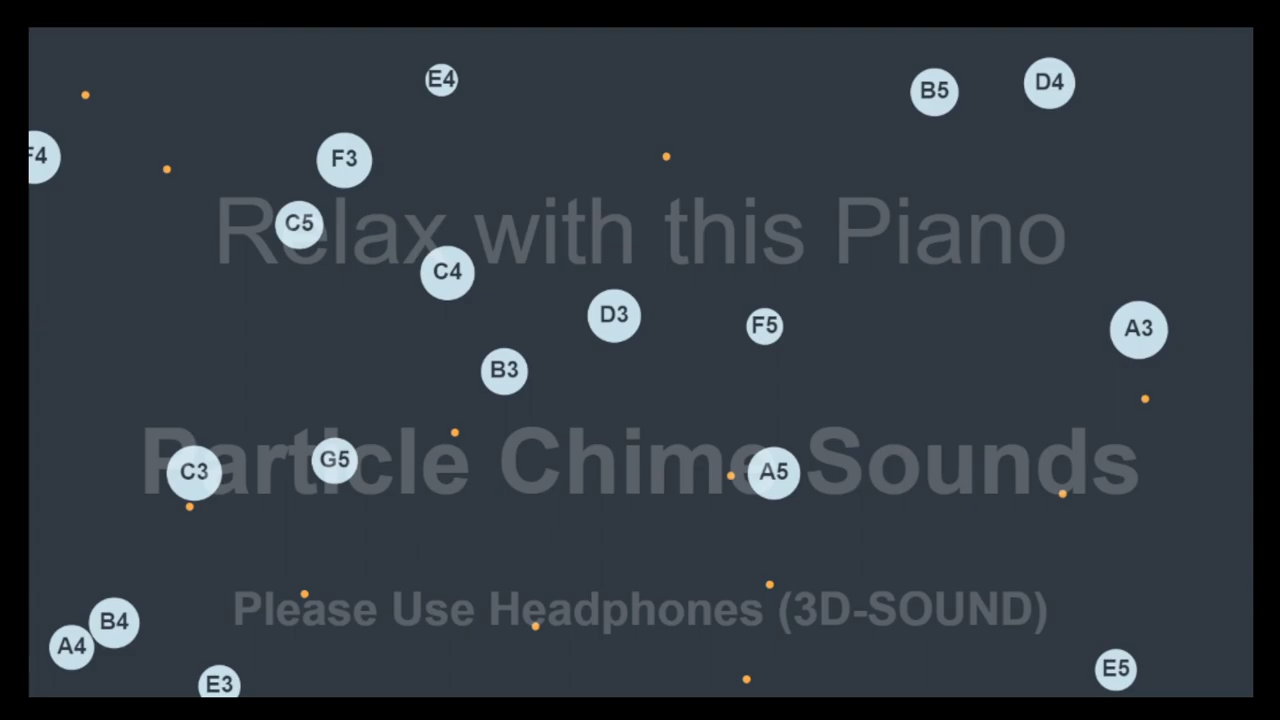 E4
B5
D4
F4
F3
Relax with this Piano
C5
C4
D3
F5
A3
B3
Particle Chime Sounds
C3
G5
A5
Please Use Headphones (3D-SOUND)
B4
A4
E3
E5